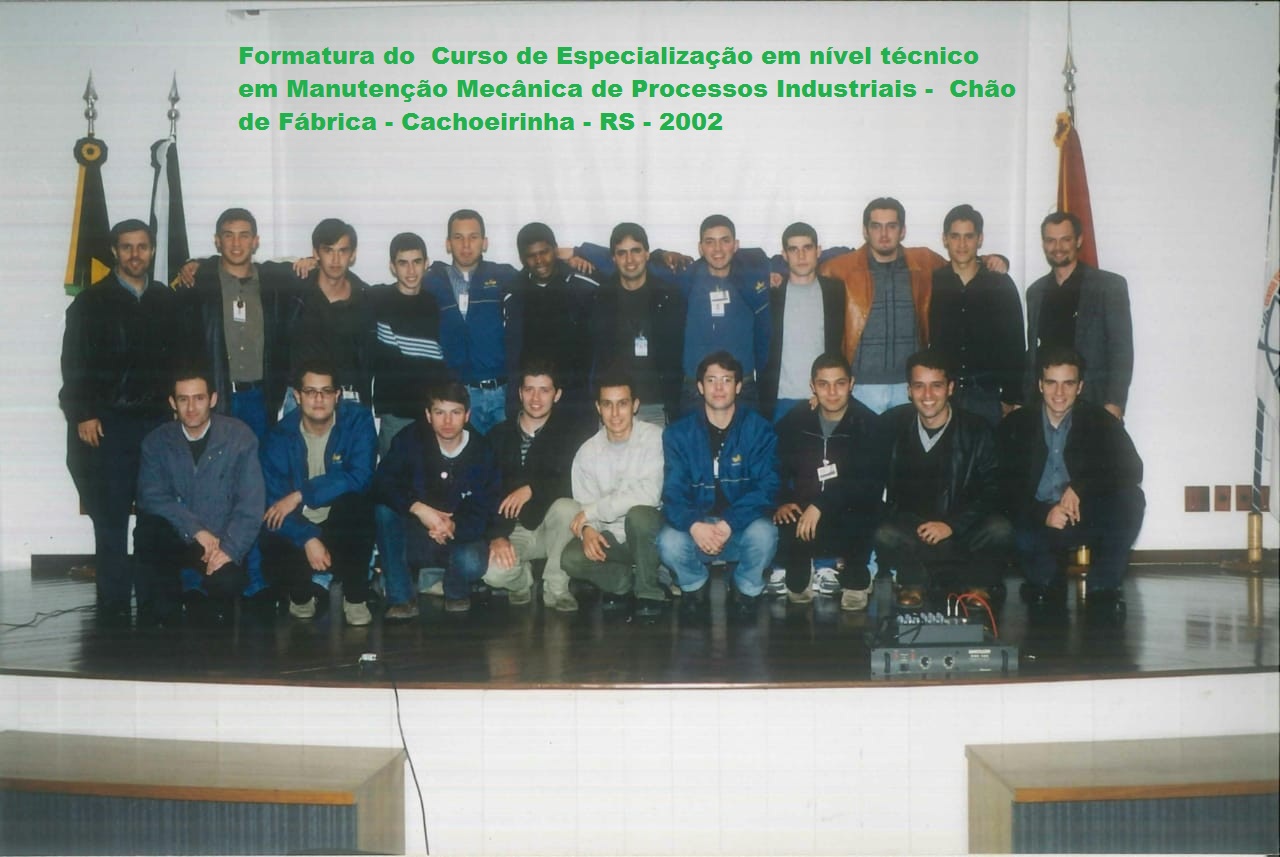 Formatura do  Curso de Especialização em nível técnico
em Manutenção Mecânica de Processos Industriais -  Chão
de Fábrica - Cachoeirinha - RS - 2002